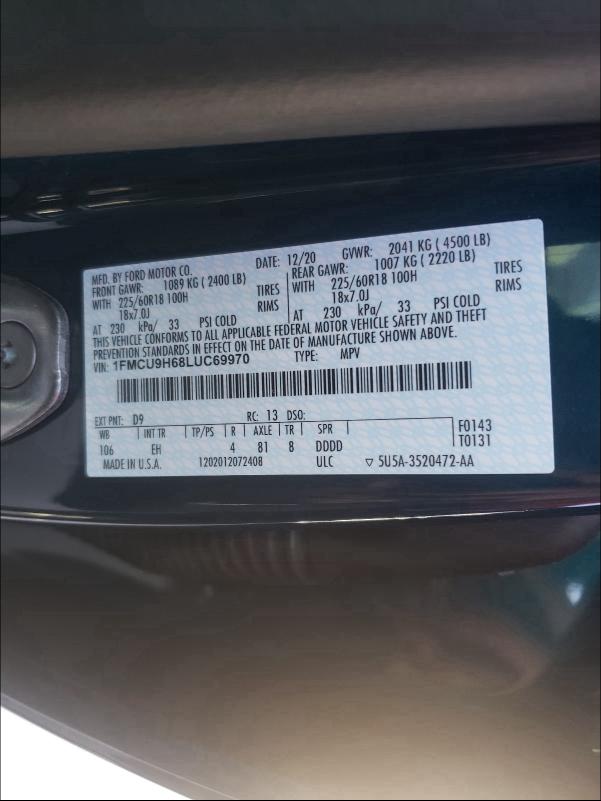 MFD. BY FORD MOTOR CO. DATE: 12/20 GVWR: 2041 KG ( 4500 LB)
FRONT GAWR: 1089 KG ( 2400 LB) REAR GAWR: 1007 KG ( 2220 LB)
WITH 225/60R18 100H TIRES WITH 225/60R18 100H TIRES
18x7.0J RIMS 18x7.0J RIMS
AT 230 kPa/ 33 PSI COLD AT 230 kPa/ 33 PSI COLD
THIS VEHICLE CONFORMS TO ALL APPLICABLE FEDERAL MOTOR VEHICLE SAFETY AND THEFT
PREVENTION STANDARDS IN EFFECT ON THE DATE OF MANUFACTURE SHOWN ABOVE.
VIN: 1FMCU9H68LUC69970 TYPE: MPV
EXT PNT: D9 RC: 13 DSO:
WB INT TR TP/PS R AXLE TR SPR F0143
106 EH 4 81 8 DDDD T0131
MADE IN U.S.A. 1202012072408 ULC ▽ 5U5A-3520472-AA